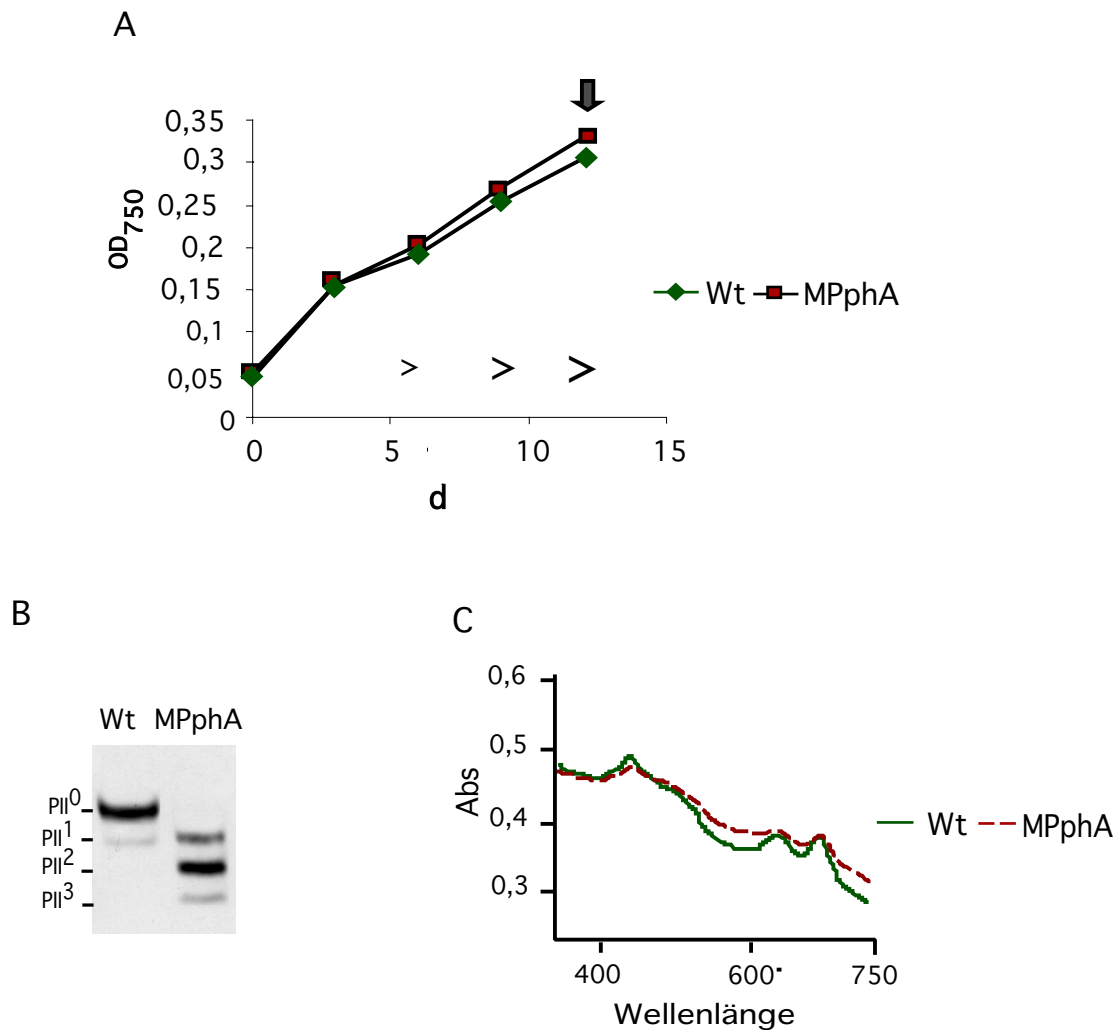 A
0,35
0,3
0,25
0,2
0,15
0,1
0,05
0
OD750
0 5 10 15
d
> > >
Wt MPphA
B
Wt MPphA
PII0
PII1
PII2
PII3
C
0,6
0,5
0,4
0,3
Abs
400 600 750
Wellenlänge
Wt MPphA